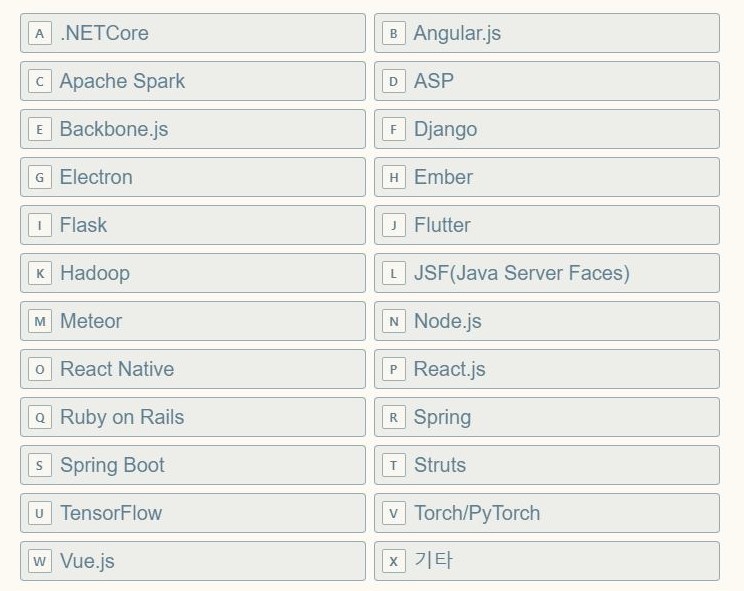 A .NETCore
B Angular.js
C Apache Spark
D ASP
E Backbone.js
F Django
G Electron
H Ember
I Flask
J Flutter
K Hadoop
L JSF(Java Server Faces)
M Meteor
N Node.js
O React Native
P React.js
Q Ruby on Rails
R Spring
S Spring Boot
T Struts
U TensorFlow
V Torch/PyTorch
W Vue.js
X 기타